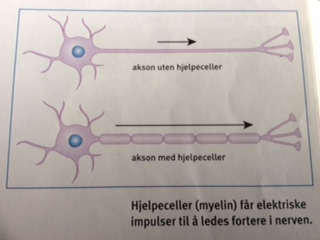 akson uten hjelpeceller
akson med hjelpeceller
Hjelpeceller (myelin) får elektriske
impulser til å ledes fortere i nerven.